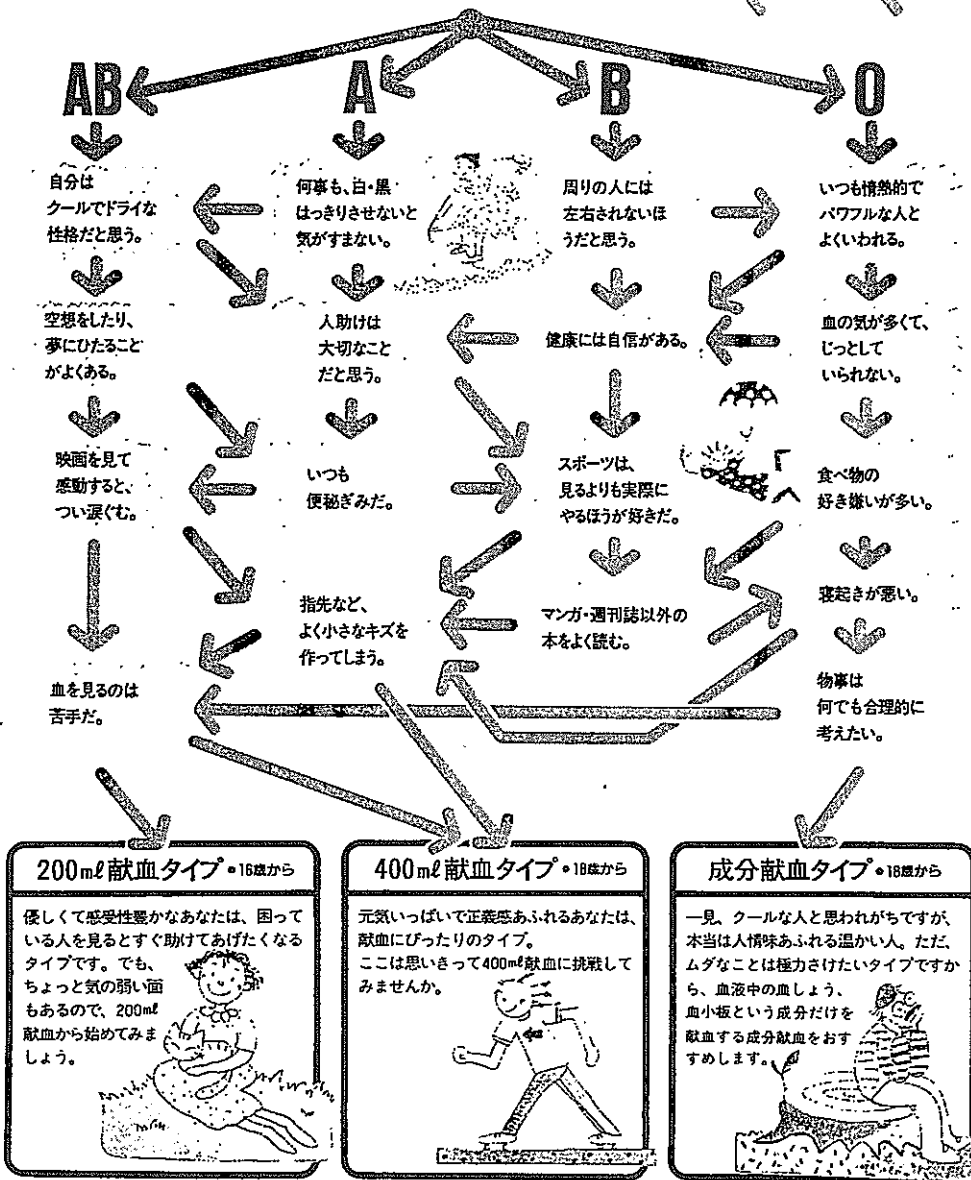 AB
A
B
O
自分は
クールでドライな
性格だと思う。
何事も、白・黒
はっきりさせないと
気がすまない。
周りの人には
左右されないほ
うだと思う。
いつも情熱的で
パワフルな人と
よくいわれる。
空想をしたり、
夢にひたること
がよくある。
人助けは
大切なこと
だと思う。
健康には自信がある。
血の気が多くて、
じっとして
いられない。
映画を見て
感動すると、
つい涙ぐむ。
いつも
便秘ぎみだ。
スポーツは、
見るよりも実際に
やるほうが好きだ。
食べ物の
好き嫌いが多い。
指先など、
よく小さなキズを
作ってしまう。
マンガ・週刊誌以外の
本をよく読む。
寝起きが悪い。
血を見るのは
苦手だ。
物事は
何でも合理的に
考えたい。
200mℓ献血タイプ•16歳から
優しくて感受性豊かなあなたは、困って
いる人を見るとすぐ助けてあげたくなる
タイプです。でも、
ちょっと気の弱い面
もあるので、200mℓ
献血から始めてみま
しょう。
400mℓ献血タイプ•18歳から
元気いっぱいで正義感あふれるあなたは、
献血にぴったりのタイプ。
ここは思いきって400mℓ献血に挑戦して
みませんか。
成分献血タイプ•18歳から
一見、クールな人と思われがちですが、
本当は人情味あふれる温かい人。ただ、
ムダなことは極力さけたいタイプですか
ら、血液中の血しょう、
血小板という成分だけを
献血する成分献血をおす
すめします。